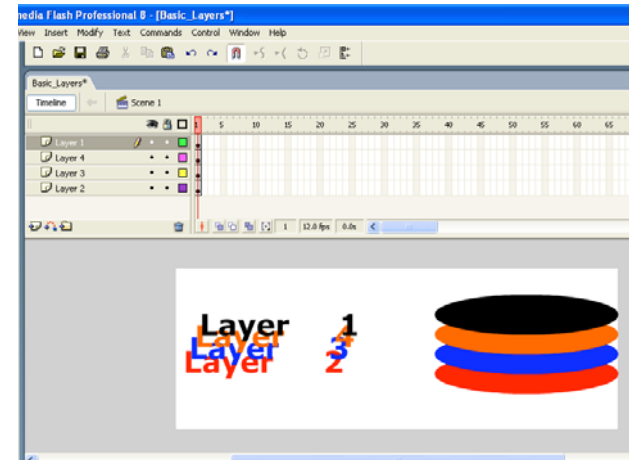 media Flash Professional 8 - [Basic_Layers*]
View Insert Modify Text Commands Control Window Help
Basic_Layers*
Timeline Scene 1
1 5 10 15 20 25 30 35 40 45 50 55 60 65
Layer 1
Layer 4
Layer 3
Layer 2
1 12.0 fps 0.0s
Layer 1
Layer 4
Layer 3
Layer 2